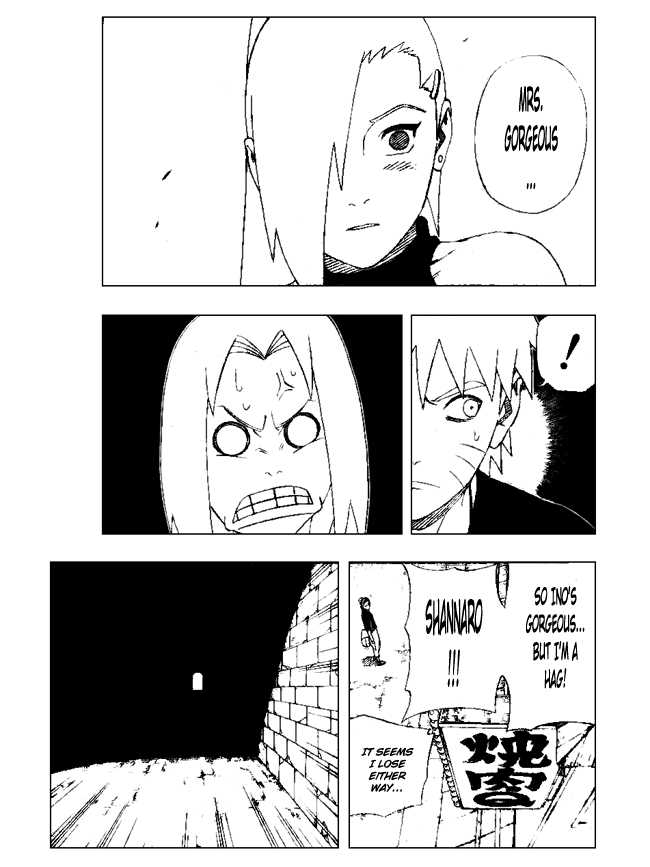 MRS.
GORGEOUS
...
!
SO INO'S
GORGEOUS...
BUT I'M A
HAG!
SHANNARO
!!!
IT SEEMS
I LOSE
EITHER
WAY...
焼肉
Q